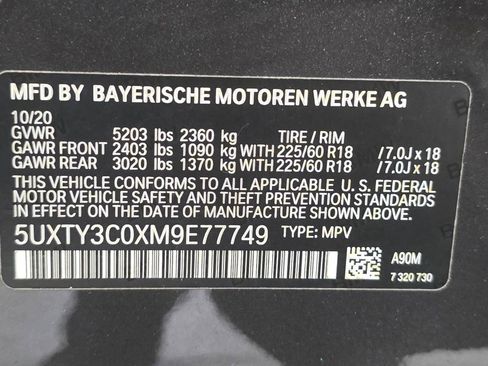 MFD BY BAYERISCHE MOTOREN WERKE AG
10/20
GVWR 5203 lbs 2360 kg TIRE / RIM
GAWR FRONT 2403 lbs 1090 kg WITH 225/60 R18 /7.0J x 18
GAWR REAR 3020 lbs 1370 kg WITH 225/60 R18 /7.0J x 18
THIS VEHICLE CONFORMS TO ALL APPLICABLE U. S. FEDERAL
MOTOR VEHICLE SAFETY AND THEFT PREVENTION STANDARDS
IN EFFECT ON THE DATE OF MANUFACTURE SHOWN ABOVE.
5UXTY3C0XM9E77749 TYPE: MPV
A90M
7 320 730